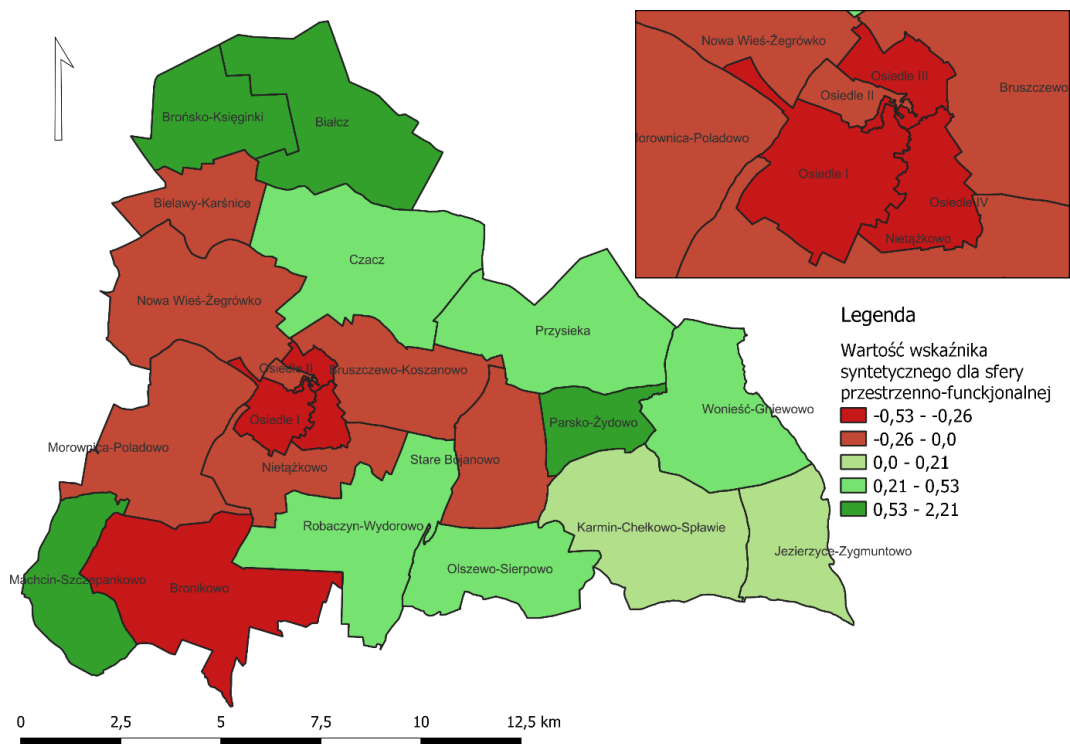 Brońsko-Księginki
Białcz
Bielawy-Karśnice
Czacz
Nowa Wieś-Żegrówko
Przysieka
Osiedle II
Bruszczewo-Koszanowo
Osiedle I
Parsko-Żydowo
Wonieść-Gniewowo
Morownica-Poladowo
Nietążkowo
Stare Bojanowo
Robaczyn-Wydorowo
Karmin-Chełkowo-Spławie
Jezierzyce-Zygmuntowo
Machcin-Szczepankowo
Bronikowo
Olszewo-Sierpowo
Nowa Wieś-Żegrówko
Osiedle III
Osiedle II
Bruszczewo
Morownica-Poladowo
Osiedle I
Osiedle IV
Nietążkowo
Legenda
Wartość wskaźnika
syntetycznego dla sfery
przestrzenno-funckjonalnej
-0,53 - -0,26
-0,26 - 0,0
0,0 - 0,21
0,21 - 0,53
0,53 - 2,21
0 2,5 5 7,5 10 12,5 km